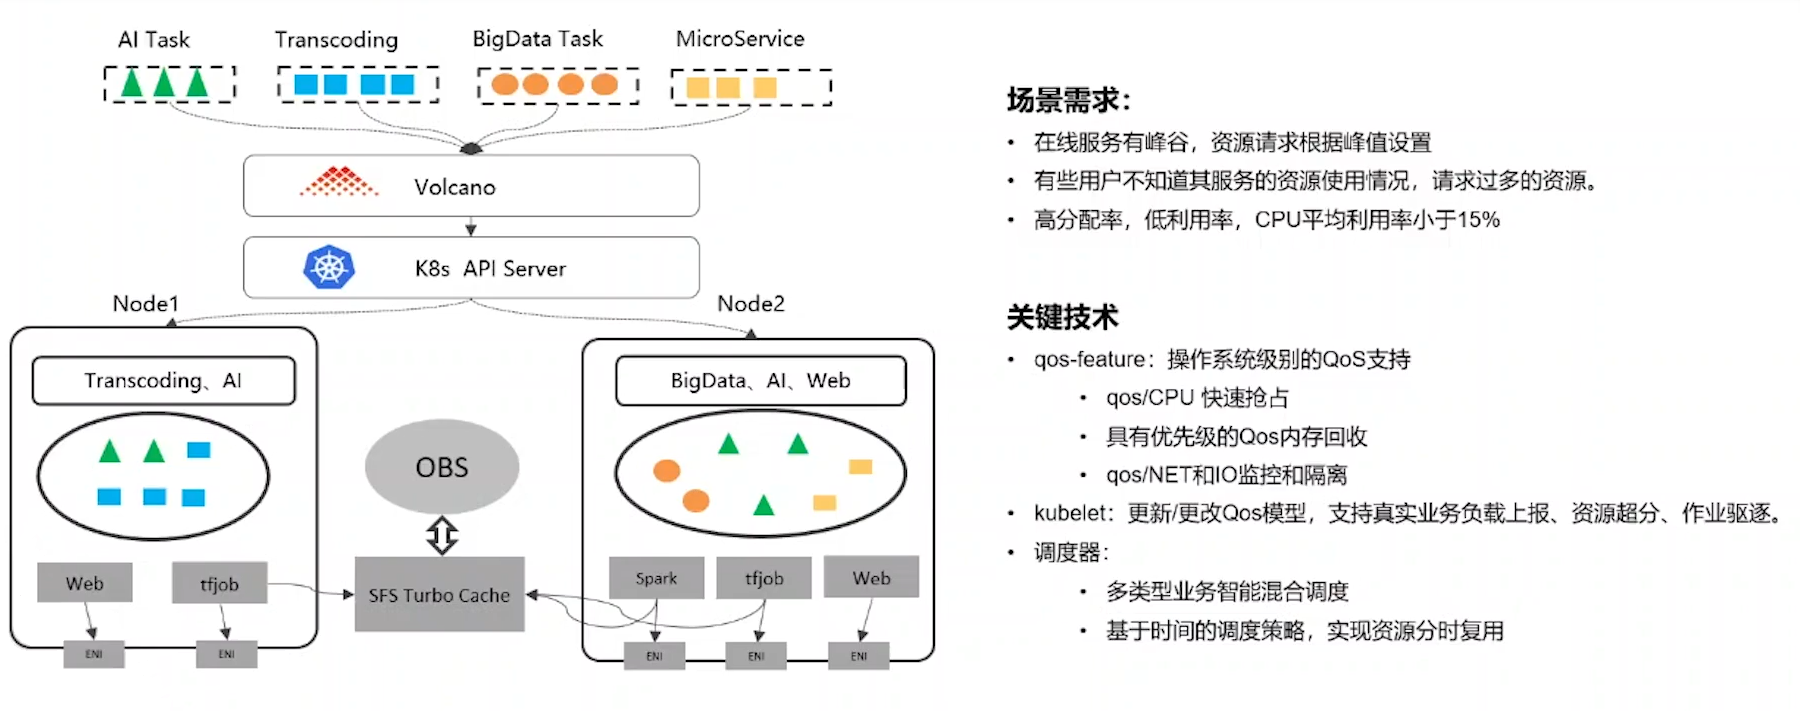 AI Task
Transcoding
BigData Task
MicroService
Volcano
K8s API Server
Node1
Node2
Transcoding、AI
BigData、AI、Web
OBS
Web
tfjob
SFS Turbo Cache
Spark
tfjob
Web
ENI
ENI
ENI
ENI
ENI
场景需求：
• 在线服务有峰谷，资源请求根据峰值设置
• 有些用户不知道其服务的资源使用情况，请求过多的资源。
• 高分配率，低利用率，CPU平均利用率小于15%
关键技术
• qos-feature：操作系统级别的QoS支持
• qos/CPU 快速抢占
• 具有优先级的Qos内存回收
• qos/NET和IO监控和隔离
• kubelet：更新/更改Qos模型，支持真实业务负载上报、资源超分、作业驱逐。
• 调度器：
• 多类型业务智能混合调度
• 基于时间的调度策略，实现资源分时复用